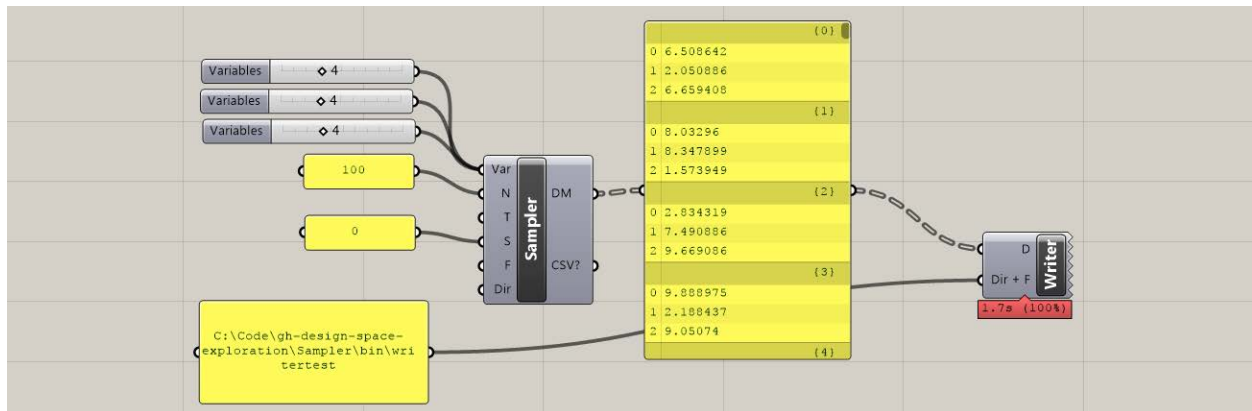 Variables 4
Variables 4
Variables 4
100
0
C:\Code\gh-design-space-
exploration\Sampler\bin\wri
tertest
Var
N
T
S
F
Dir
Sampler
DM
CSV?
{0}
0 6.508642
1 2.050886
2 6.659408
{1}
0 8.03296
1 8.347899
2 1.573949
{2}
0 2.834319
1 7.490886
2 9.669086
{3}
0 9.888975
1 2.188437
2 9.05074
{4}
D
Dir + F
Writer
1.7s (100%)